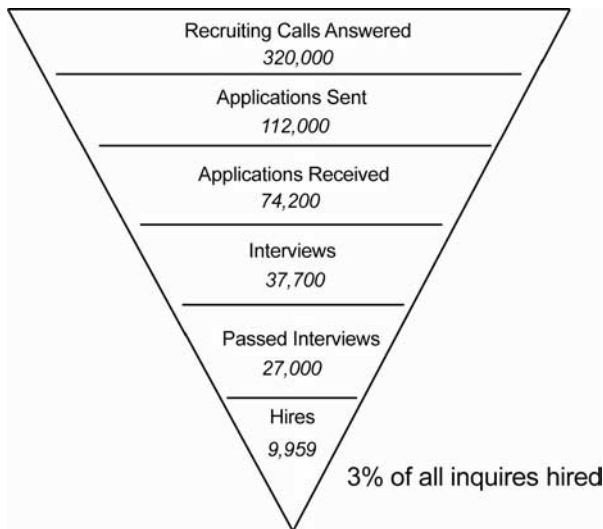 Recruiting Calls Answered
320,000
Applications Sent
112,000
Applications Received
74,200
Interviews
37,700
Passed Interviews
27,000
Hires
9,959
3% of all inquires hired